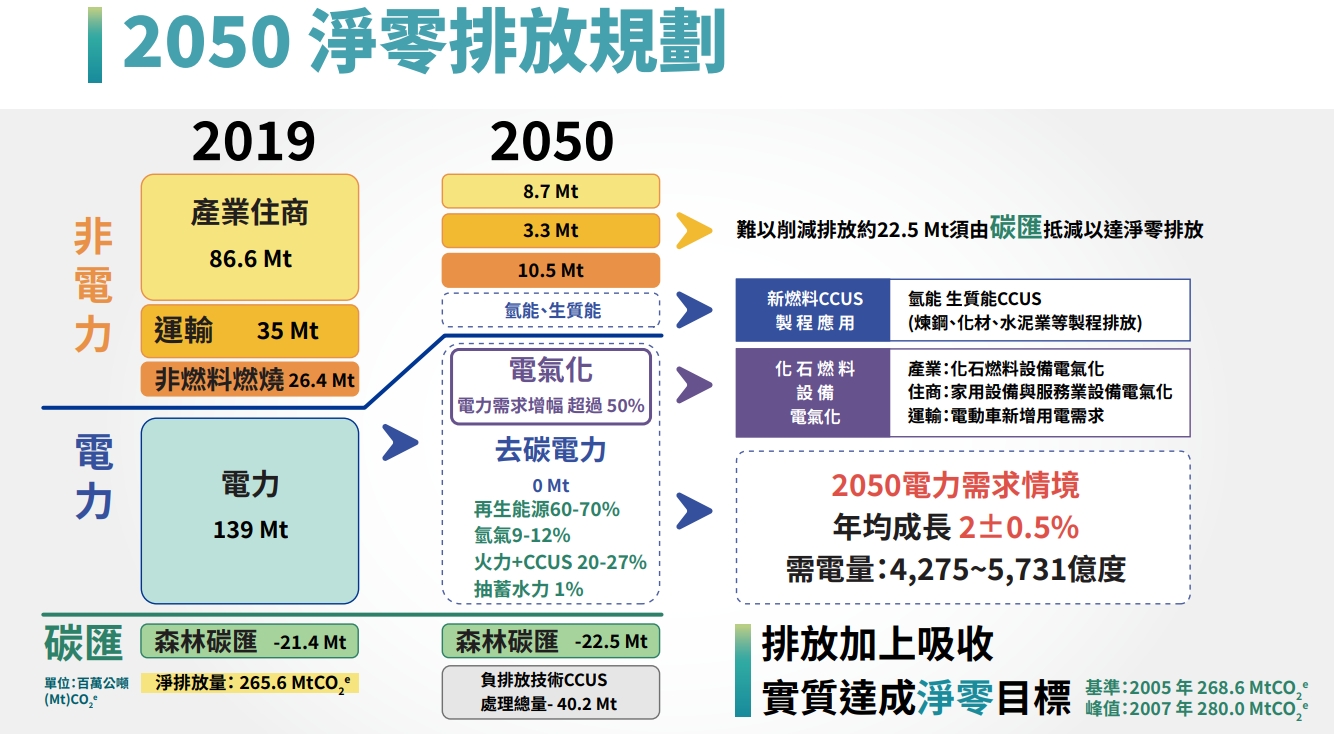 2050 淨零排放規劃
2019
2050
非
電
力
產業住商
86.6 Mt
運輸 35 Mt
非燃料燃燒 26.4 Mt
8.7 Mt
3.3 Mt
10.5 Mt
氫能、生質能
難以削減排放約22.5 Mt須由碳匯抵減以達淨零排放
新燃料CCUS
製程應用
氫能 生質能CCUS
(煉鋼、化材、水泥業等製程排放)
電
力
電力
139 Mt
電氣化
電力需求增幅 超過 50%
去碳電力
0 Mt
再生能源60-70%
氫氣9-12%
火力+CCUS 20-27%
抽蓄水力 1%
化石燃料
設備
電氣化
產業：化石燃料設備電氣化
住商：家用設備與服務業設備電氣化
運輸：電動車新增用電需求
2050電力需求情境
年均成長 2±0.5%
需電量：4,275~5,731億度
碳匯
單位：百萬公噸
(Mt)CO₂ᵉ
森林碳匯 -21.4 Mt
淨排放量： 265.6 MtCO₂ᵉ
森林碳匯 -22.5 Mt
負排放技術CCUS
處理總量- 40.2 Mt
排放加上吸收
實質達成淨零目標
基準：2005 年 268.6 MtCO₂ᵉ
峰值：2007 年 280.0 MtCO₂ᵉ